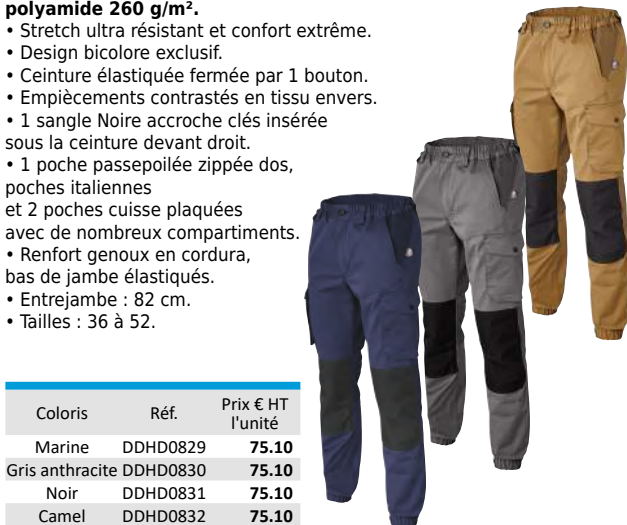 polyamide 260 g/m².
• Stretch ultra résistant et confort extrême.
• Design bicolore exclusif.
• Ceinture élastiquée fermée par 1 bouton.
• Empiècements contrastés en tissu envers.
• 1 sangle Noire accroche clés insérée
sous la ceinture devant droit.
• 1 poche passepoilée zippée dos,
poches italiennes
et 2 poches cuisse plaquées
avec de nombreux compartiments.
• Renfort genoux en cordura,
bas de jambe élastiqués.
• Entrejambe : 82 cm.
• Tailles : 36 à 52.
Coloris Réf. Prix € HT
l'unité
Marine DDHD0829 75.10
Gris anthracite DDHD0830 75.10
Noir DDHD0831 75.10
Camel DDHD0832 75.10